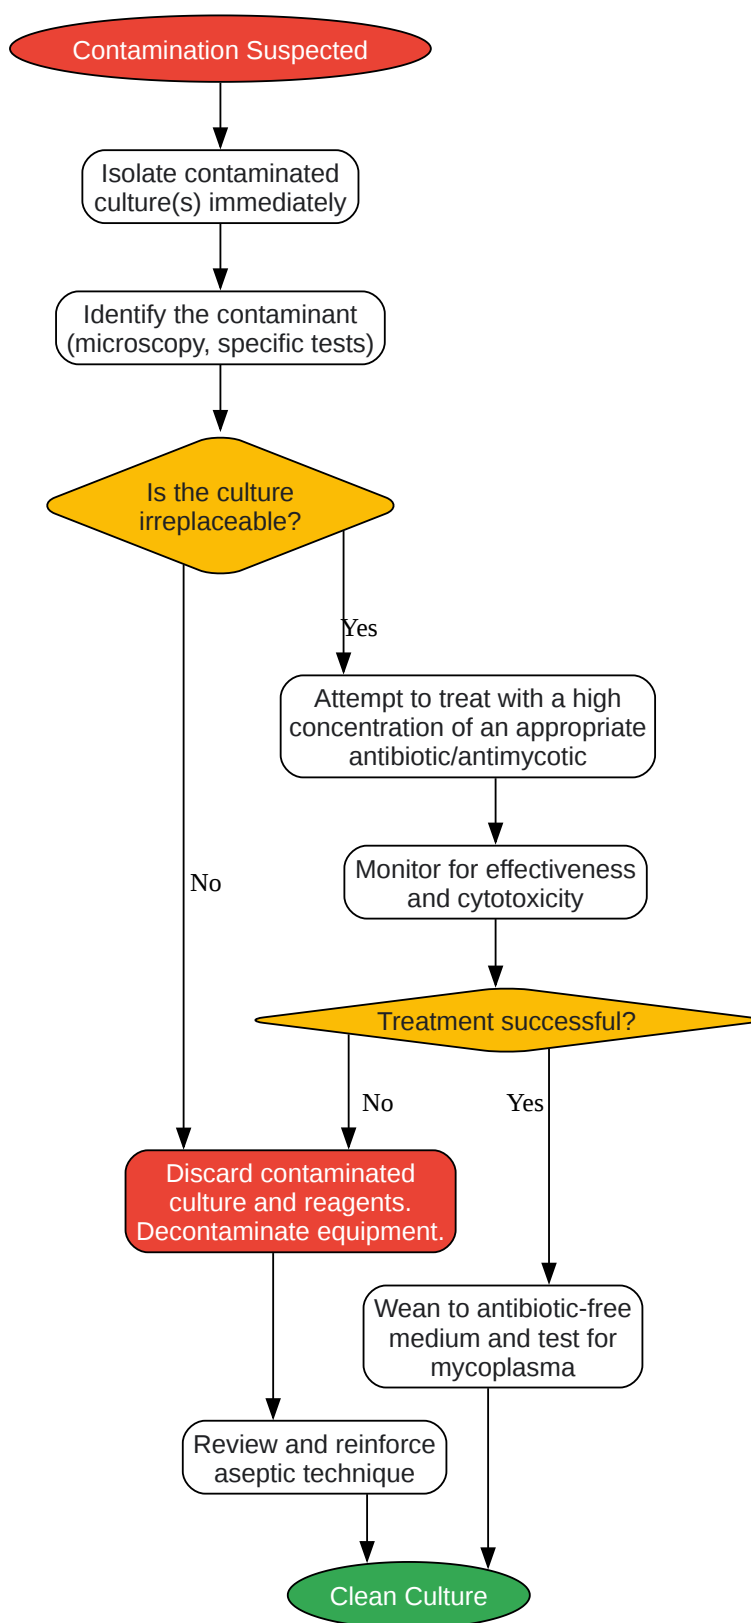 Contamination Suspected
Isolate contaminated
culture(s) immediately
Identify the contaminant
(microscopy, specific tests)
Is the culture
irreplaceable?
Yes
Attempt to treat with a high
concentration of an appropriate
antibiotic/antimycotic
Monitor for effectiveness
and cytotoxicity
No
Treatment successful?
No
Yes
Discard contaminated
culture and reagents.
Decontaminate equipment.
Wean to antibiotic-free
medium and test for
mycoplasma
Review and reinforce
aseptic technique
Clean Culture